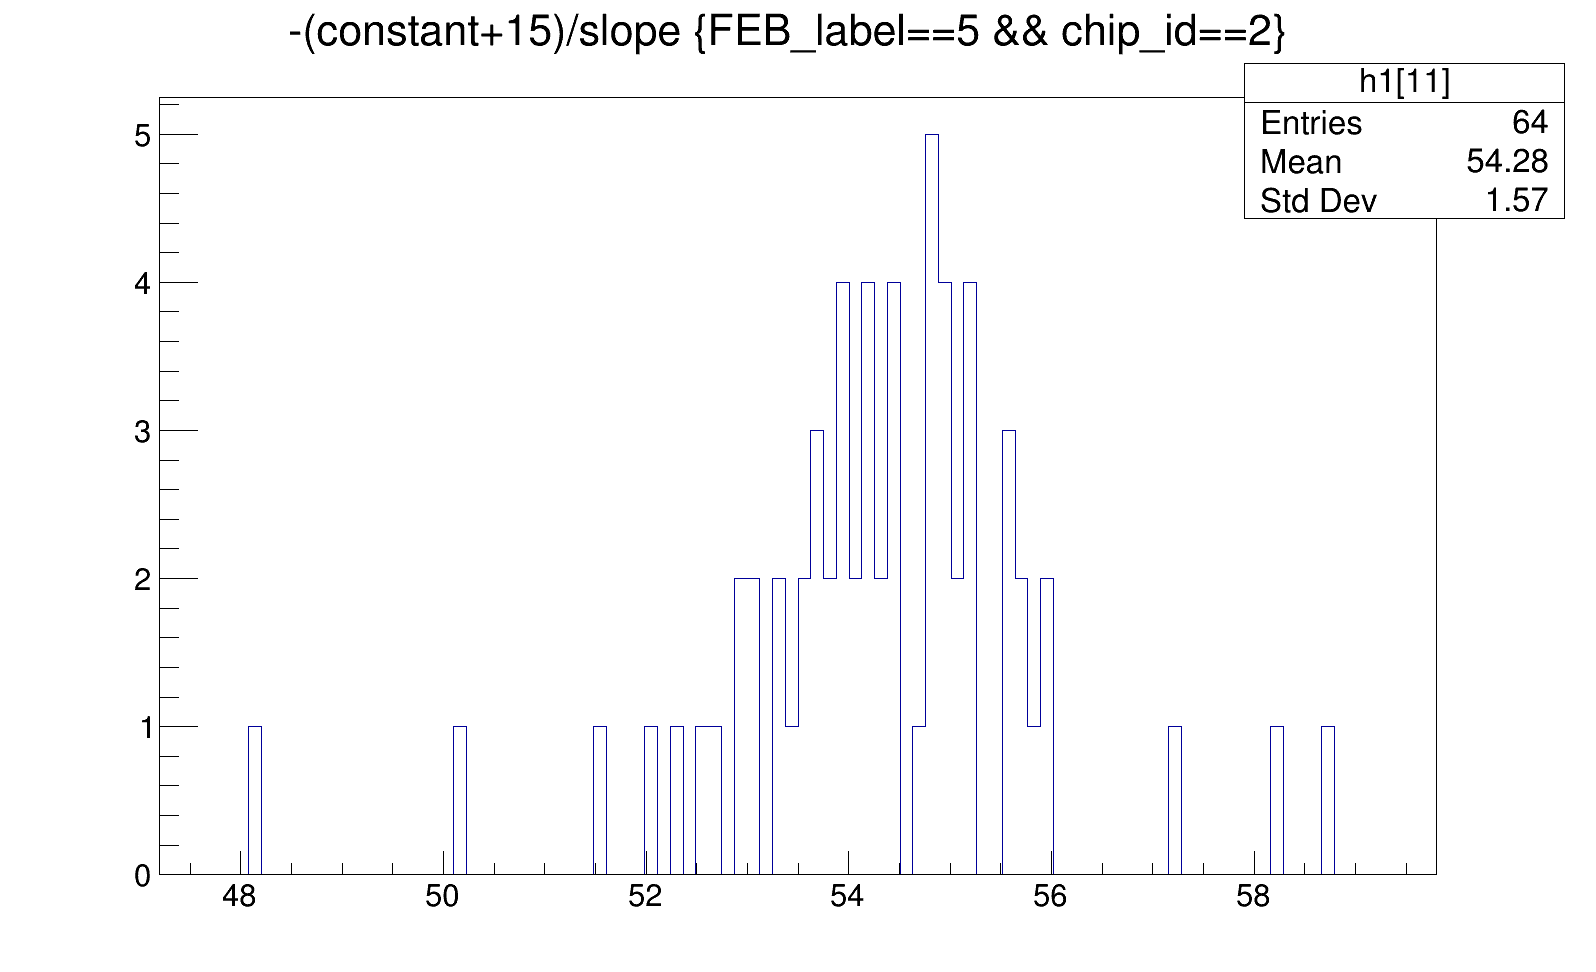 -(constant+15)/slope {FEB_label==5 && chip_id==2}
h1[11]
Entries 64
Mean 54.28
Std Dev 1.57
5
4
3
2
1
0
48 50 52 54 56 58